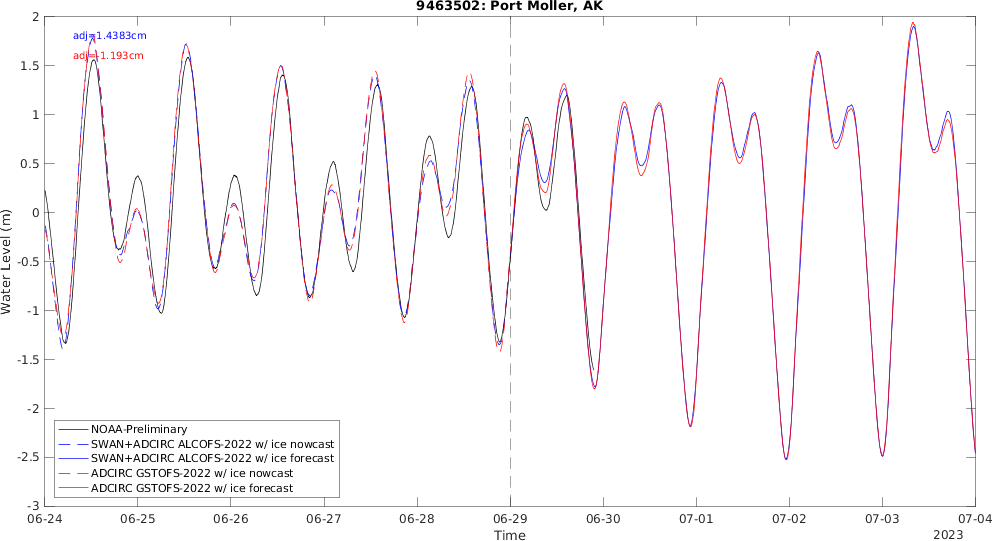 9463502: Port Moller, AK
adj=1.4383cm
adj=-1.193cm
2
1.5
1
0.5
0
-0.5
-1
-1.5
-2
-2.5
-3
Water Level (m)
NOAA-Preliminary
SWAN+ADCIRC ALCOFS-2022 w/ ice nowcast
SWAN+ADCIRC ALCOFS-2022 w/ ice forecast
ADCIRC GSTOFS-2022 w/ ice nowcast
ADCIRC GSTOFS-2022 w/ ice forecast
06-24 06-25 06-26 06-27 06-28 06-29 06-30 07-01 07-02 07-03 07-04
Time
2023